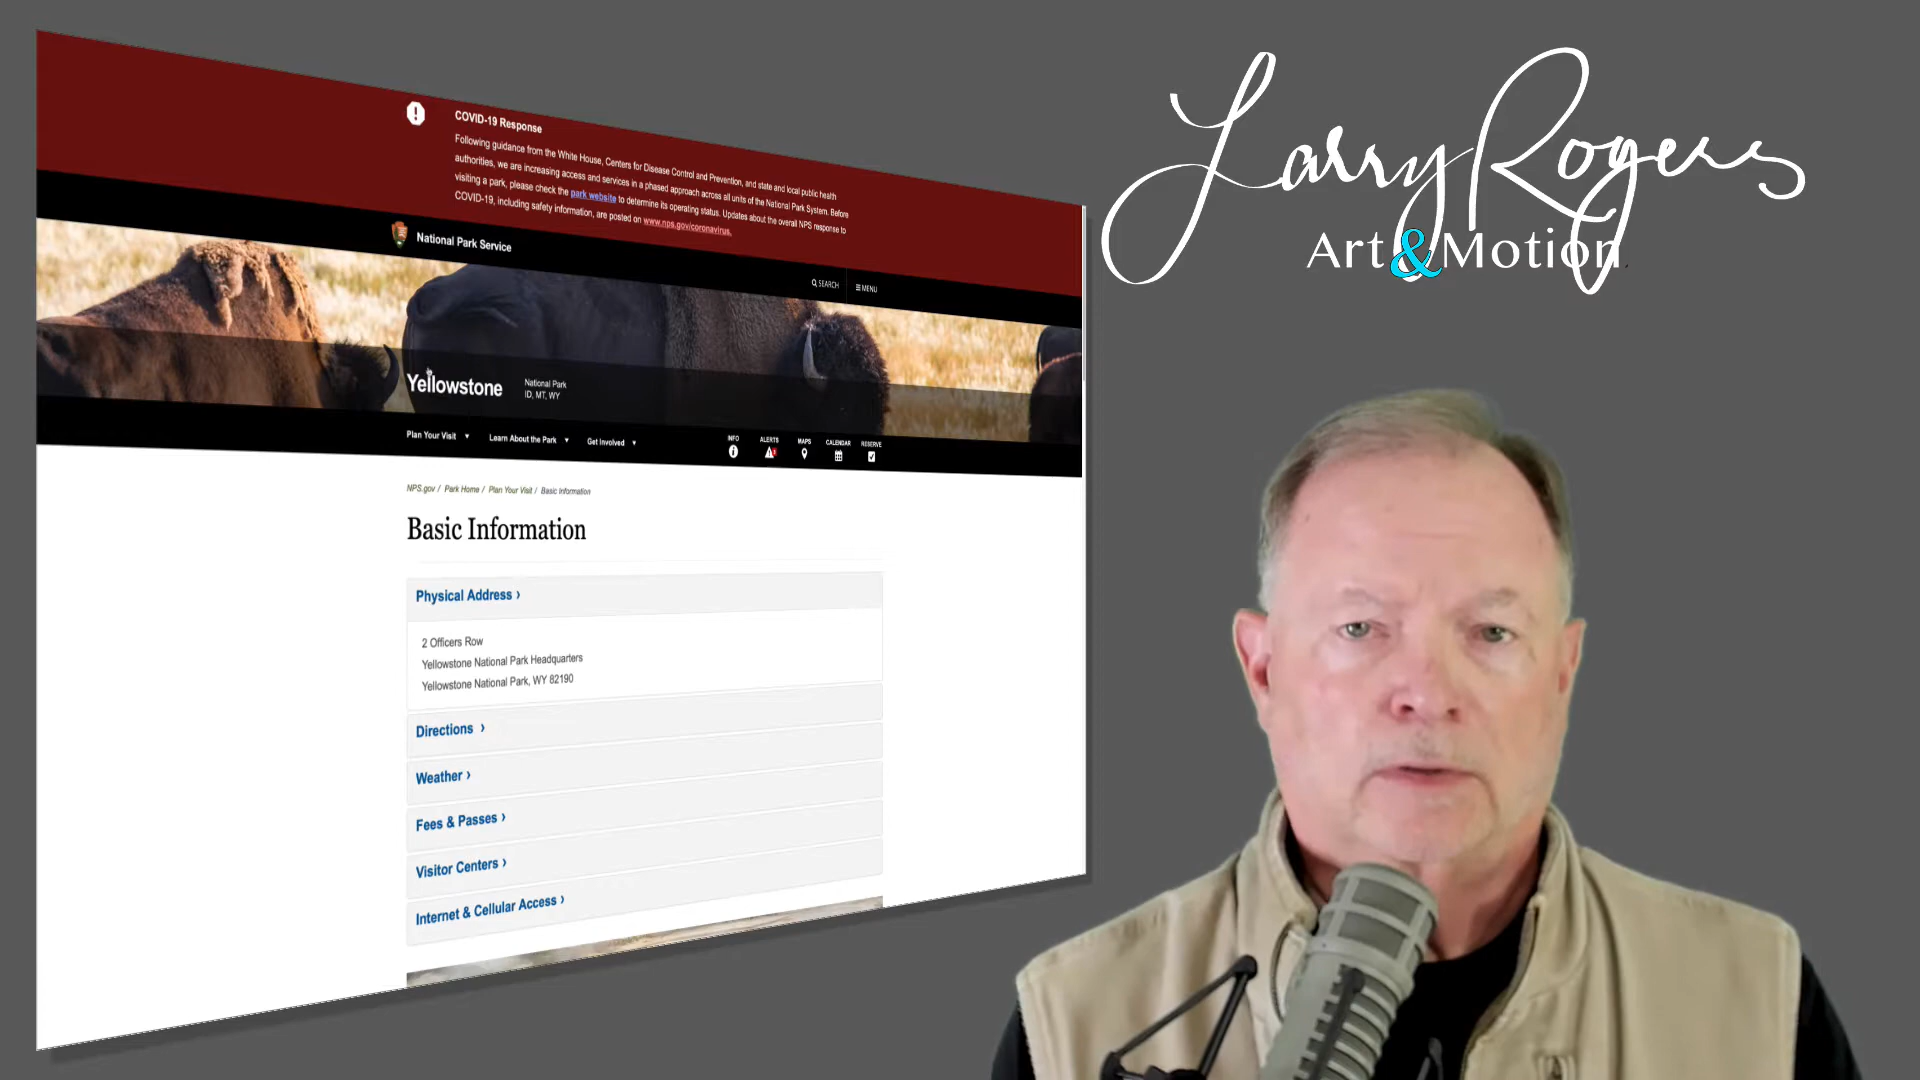 COVID-19 Response
Following guidance from the White House, Centers for Disease Control and Prevention, and state and local public health
authorities, we are increasing access and services in a phased approach across all units of the National Park System. Before
visiting a park, please check the park website to determine its operating status. Updates about the overall NPS response to
COVID-19, including safety information, are posted on www.nps.gov/coronavirus.
National Park Service
SEARCH
MENU
Yellowstone
National Park
ID, MT, WY
Plan Your Visit
Learn About the Park
Get Involved
INFO
ALERTS
MAPS
CALENDAR
RESERVE
NPS.gov / Park Home / Plan Your Visit / Basic Information
Basic Information
Physical Address ›
2 Officers Row
Yellowstone National Park Headquarters
Yellowstone National Park, WY 82190
Directions ›
Weather ›
Fees & Passes ›
Visitor Centers ›
Internet & Cellular Access ›
Larry Rogers
Art&Motion